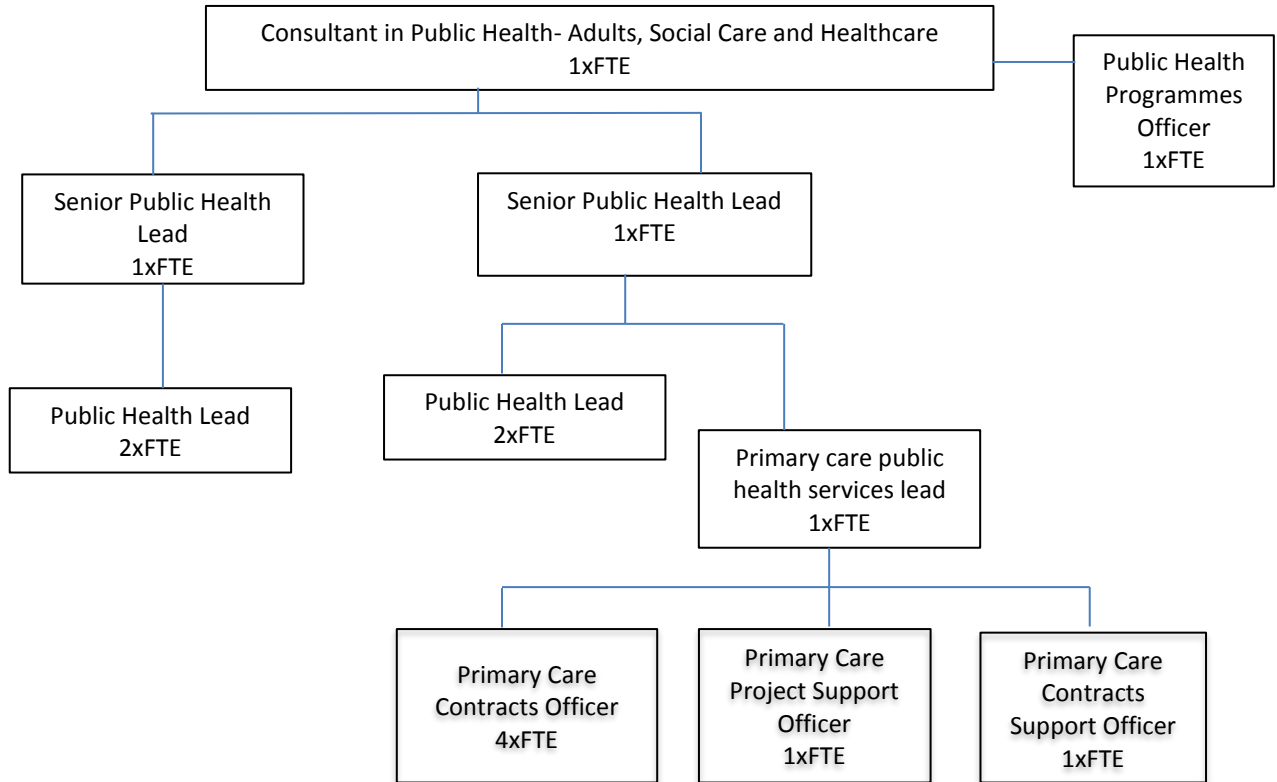 Consultant in Public Health- Adults, Social Care and Healthcare
1xFTE
Public Health
Programmes
Officer
1xFTE
Senior Public Health
Lead
1xFTE
Senior Public Health Lead
1xFTE
Public Health Lead
2xFTE
Public Health Lead
2xFTE
Primary care public
health services lead
1xFTE
Primary Care
Contracts Officer
4xFTE
Primary Care
Project Support
Officer
1xFTE
Primary Care
Contracts
Support Officer
1xFTE